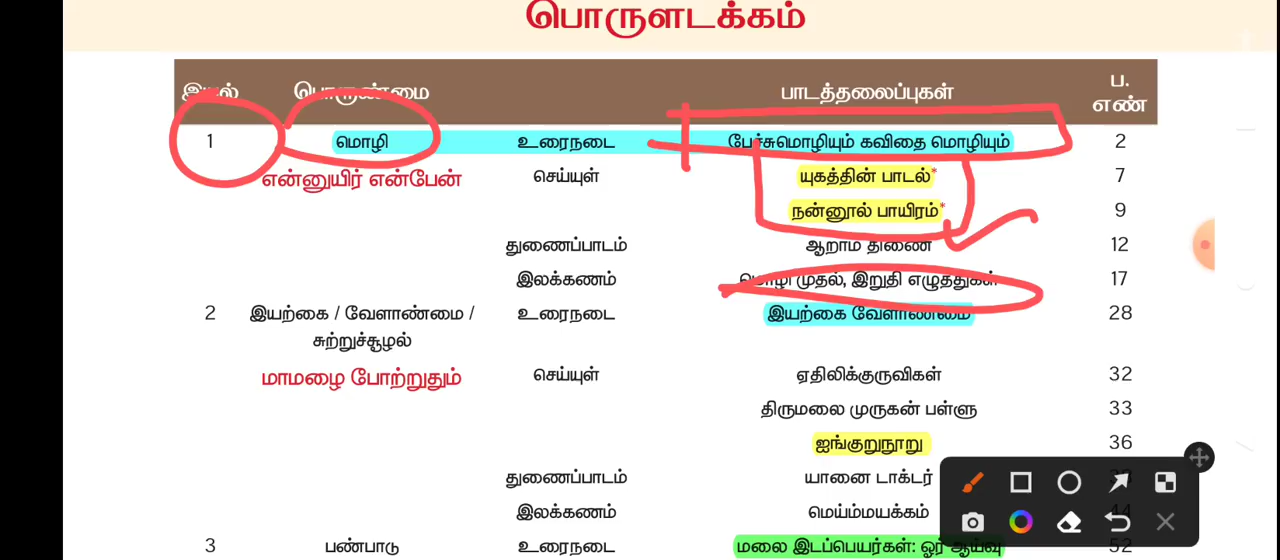 பொருளடக்கம்
இயல் பொருண்மை பாடத்தலைப்புகள் ப. எண்
1 மொழி உரைநடை பேச்சுமொழியும் கவிதை மொழியும் 2
என்னுயிர் என்பேன் செய்யுள் யுகத்தின் பாடல்* 7
நன்னூல் பாயிரம்* 9
துணைப்பாடம் ஆறாம் திணை 12
இலக்கணம் மொழி முதல், இறுதி எழுத்துகள் 17
2 இயற்கை / வேளாண்மை / உரைநடை இயற்கை வேளாண்மை 28
சுற்றுச்சூழல்
மாமழை போற்றுதும் செய்யுள் ஏதிலிக்குருவிகள் 32
திருமலை முருகன் பள்ளு 33
ஐங்குறுநூறு 36
துணைப்பாடம் யானை டாக்டர்
இலக்கணம் மெய்ம்மயக்கம் 44
3 பண்பாடு உரைநடை மலை இடப்பெயர்கள்: ஓர் ஆய்வு 52